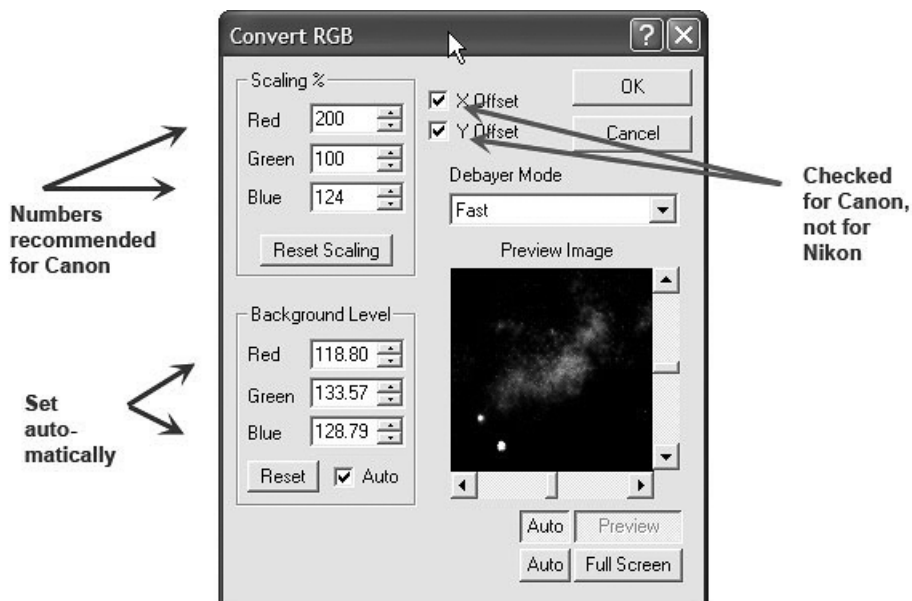 Convert RGB
Scaling %
Red 200
Green 100
Blue 124
Reset Scaling
X Offset
Y Offset
OK
Cancel
Debayer Mode
Fast
Preview Image
Background Level
Red 118.80
Green 133.57
Blue 128.79
Reset Auto
Auto Preview
Auto Full Screen
Numbers
recommended
for Canon
Set
auto-
matically
Checked
for Canon,
not for
Nikon